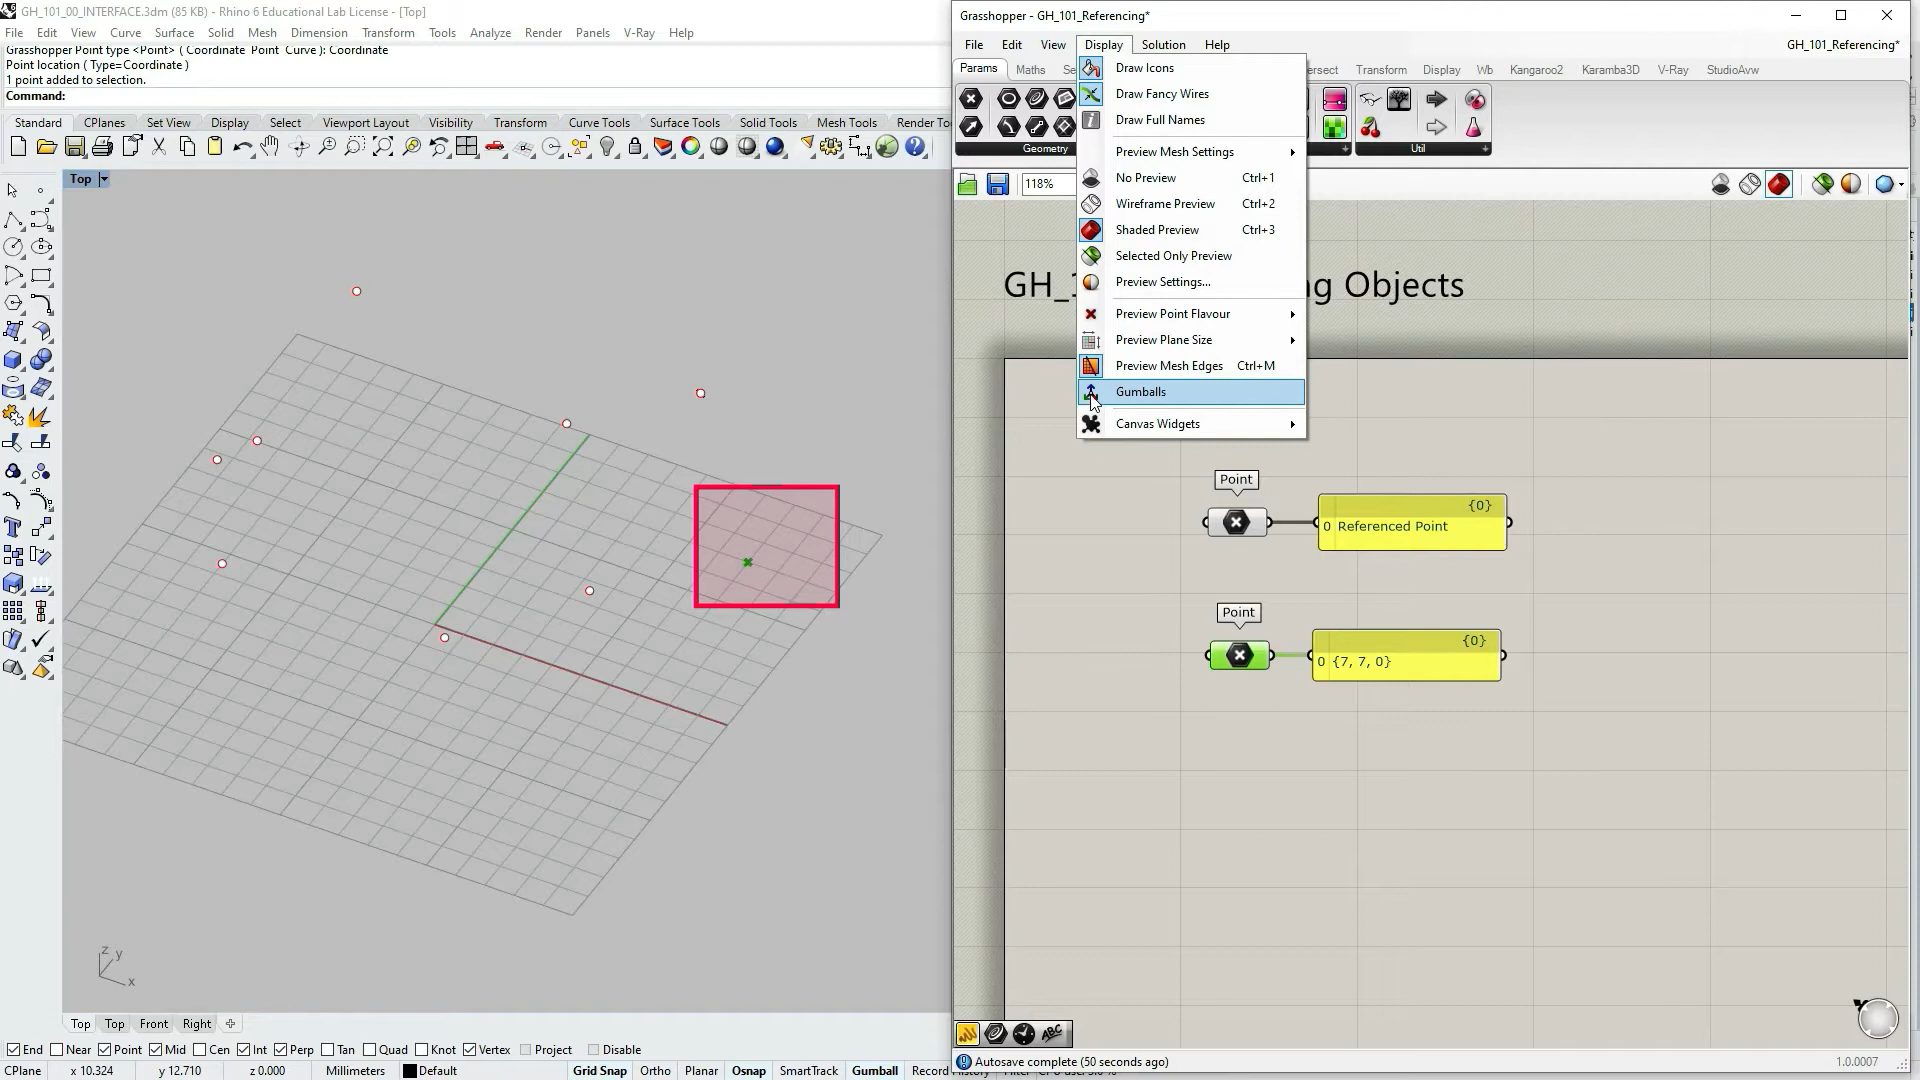 GH_101_00_INTERFACE.3dm (85 KB) - Rhino 6 Educational Lab License - [Top]
File Edit View Curve Surface Solid Mesh Dimension Transform Tools Analyze Render Panels V-Ray Help
Grasshopper Point type <Point> ( Coordinate Point Curve ): Coordinate
Point location ( Type=Coordinate )
1 point added to selection.
Command:
Standard CPlanes Set View Display Select Viewport Layout Visibility Transform Curve Tools Surface Tools Solid Tools Mesh Tools Render To
Top
z y
x
Top Top Front Right
End Near Point Mid Cen Int Perp Tan Quad Knot Vertex Project Disable
CPlane x 10.324 y 12.710 z 0.000 Millimeters Default Grid Snap Ortho Planar Osnap SmartTrack Gumball Record History
Grasshopper - GH_101_Referencing*
File Edit View Display Solution Help GH_101_Referencing*
Params Maths Transform Display Wb Kangaroo2 Karamba3D V-Ray StudioAvw
Geometry Util
118%
Draw Icons
Draw Fancy Wires
Draw Full Names
Preview Mesh Settings
No Preview Ctrl+1
Wireframe Preview Ctrl+2
Shaded Preview Ctrl+3
Selected Only Preview
Preview Settings...
Preview Point Flavour
Preview Plane Size
Preview Mesh Edges Ctrl+M
Gumballs
Canvas Widgets
Objects
Point
{0}
0 Referenced Point
Point
{0}
0 {7, 7, 0}
ABC
Autosave complete (50 seconds ago) 1.0.0007